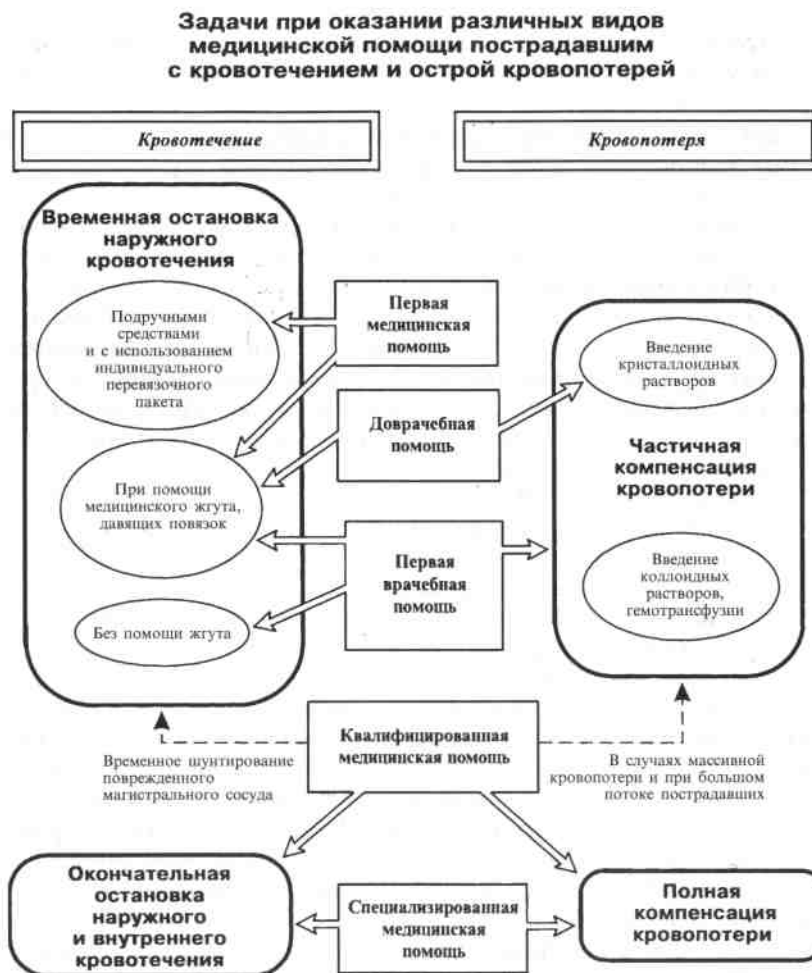 Задачи при оказании различных видов
медицинской помощи пострадавшим
с кровотечением и острой кровопотерей
Кровотечение
Кровопотеря
Временная остановка
наружного
кровотечения
Подручными
средствами
и с использованием
индивидуального
перевязочного
пакета
При помощи
медицинского жгута,
давящих повязок
Без помощи жгута
Первая
медицинская
помощь
Доврачебная
помощь
Первая
врачебная
помощь
Введение
кристаллоидных
растворов
Частичная
компенсация
кровопотери
Введение
коллоидных
растворов,
гемотрансфузии
Квалифицированная
медицинская помощь
Временное шунтирование
поврежденного
магистрального сосуда
В случаях массивной
кровопотери и при большом
потоке пострадавших
Окончательная
остановка
наружного
и внутреннего
кровотечения
Специализированная
медицинская
помощь
Полная
компенсация
кровопотери